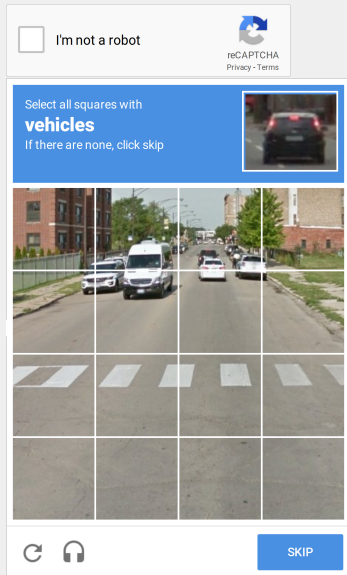 I'm not a robot
reCAPTCHA
Privacy - Terms
Select all squares with
vehicles
If there are none, click skip
SKIP